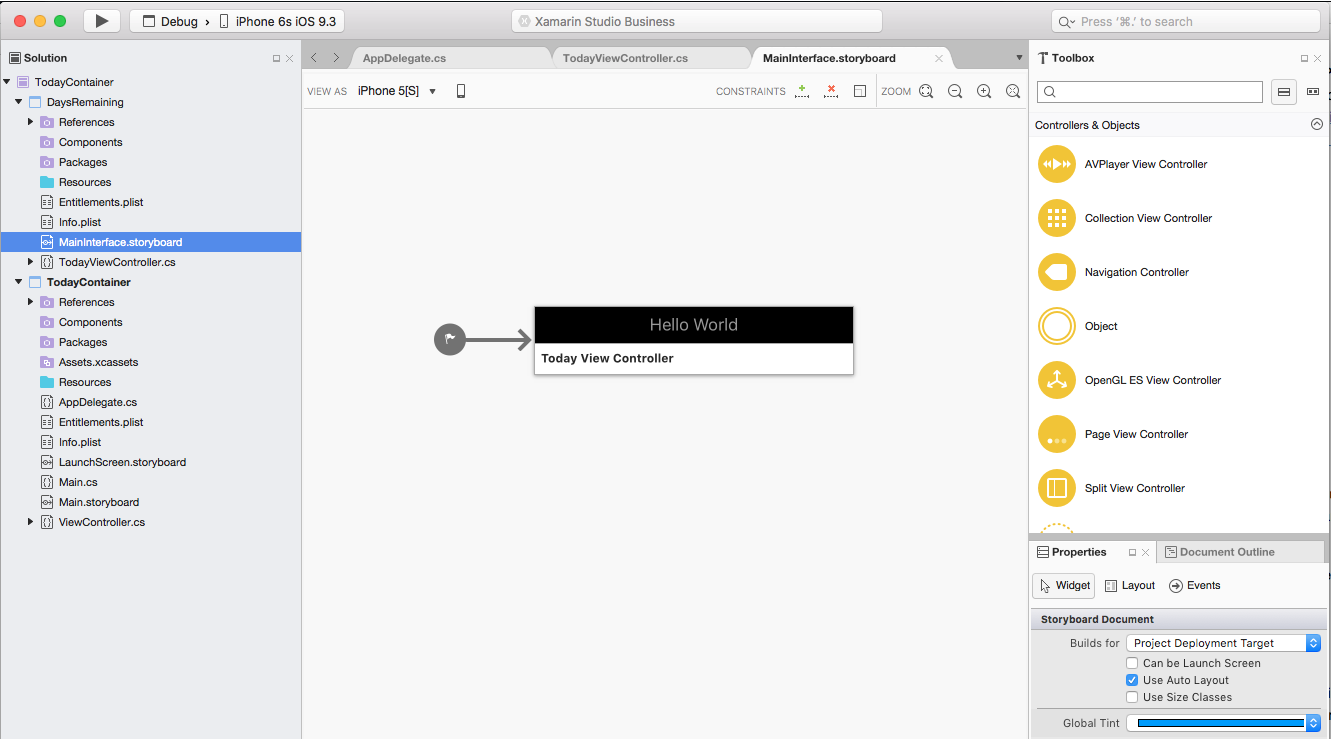 Debug › iPhone 6s iOS 9.3
Xamarin Studio Business
Press ‘⌘.’ to search
Solution
TodayContainer
DaysRemaining
References
Components
Packages
Resources
Entitlements.plist
Info.plist
MainInterface.storyboard
TodayViewController.cs
TodayContainer
References
Components
Packages
Assets.xcassets
Resources
AppDelegate.cs
Entitlements.plist
Info.plist
LaunchScreen.storyboard
Main.cs
Main.storyboard
ViewController.cs
AppDelegate.cs
TodayViewController.cs
MainInterface.storyboard
VIEW AS iPhone 5[S]
CONSTRAINTS
ZOOM
Hello World
Today View Controller
Toolbox
Controllers & Objects
AVPlayer View Controller
Collection View Controller
Navigation Controller
Object
OpenGL ES View Controller
Page View Controller
Split View Controller
Properties
Document Outline
Widget
Layout
Events
Storyboard Document
Builds for Project Deployment Target
Can be Launch Screen
Use Auto Layout
Use Size Classes
Global Tint